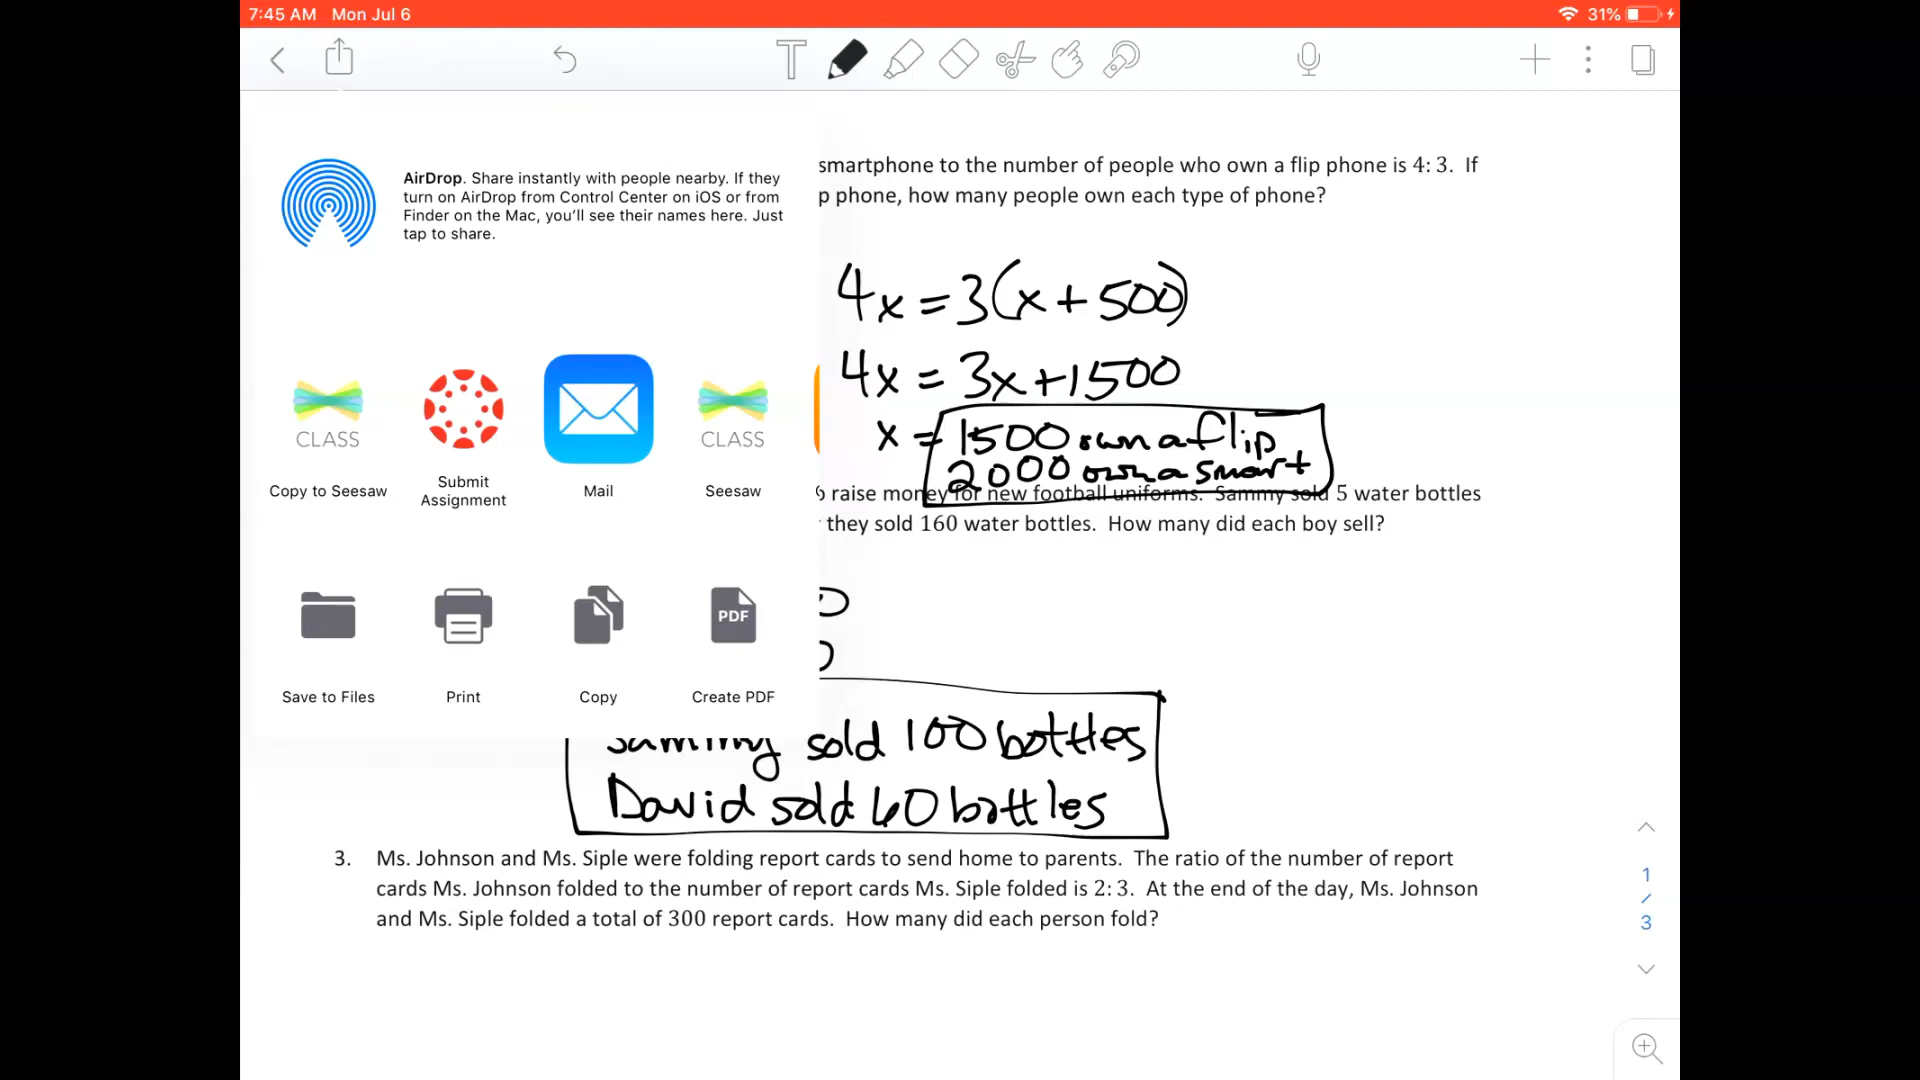 7:45 AM Mon Jul 6
31%
T
AirDrop. Share instantly with people nearby. If they
turn on AirDrop from Control Center on iOS or from
Finder on the Mac, you'll see their names here. Just
tap to share.
CLASS
CLASS
Copy to Seesaw
Submit
Assignment
Mail
Seesaw
PDF
Save to Files
Print
Copy
Create PDF
smartphone to the number of people who own a flip phone is 4: 3. If
p phone, how many people own each type of phone?
4x = 3(x + 500)
4x = 3x + 1500
x = 1500 own a flip
2000 own a smart
raise money for new football uniforms. Sammy sold 5 water bottles
they sold 160 water bottles. How many did each boy sell?
Sammy sold 100 bottles
David sold 60 bottles
3. Ms. Johnson and Ms. Siple were folding report cards to send home to parents. The ratio of the number of report
cards Ms. Johnson folded to the number of report cards Ms. Siple folded is 2: 3. At the end of the day, Ms. Johnson
and Ms. Siple folded a total of 300 report cards. How many did each person fold?
1
/
3